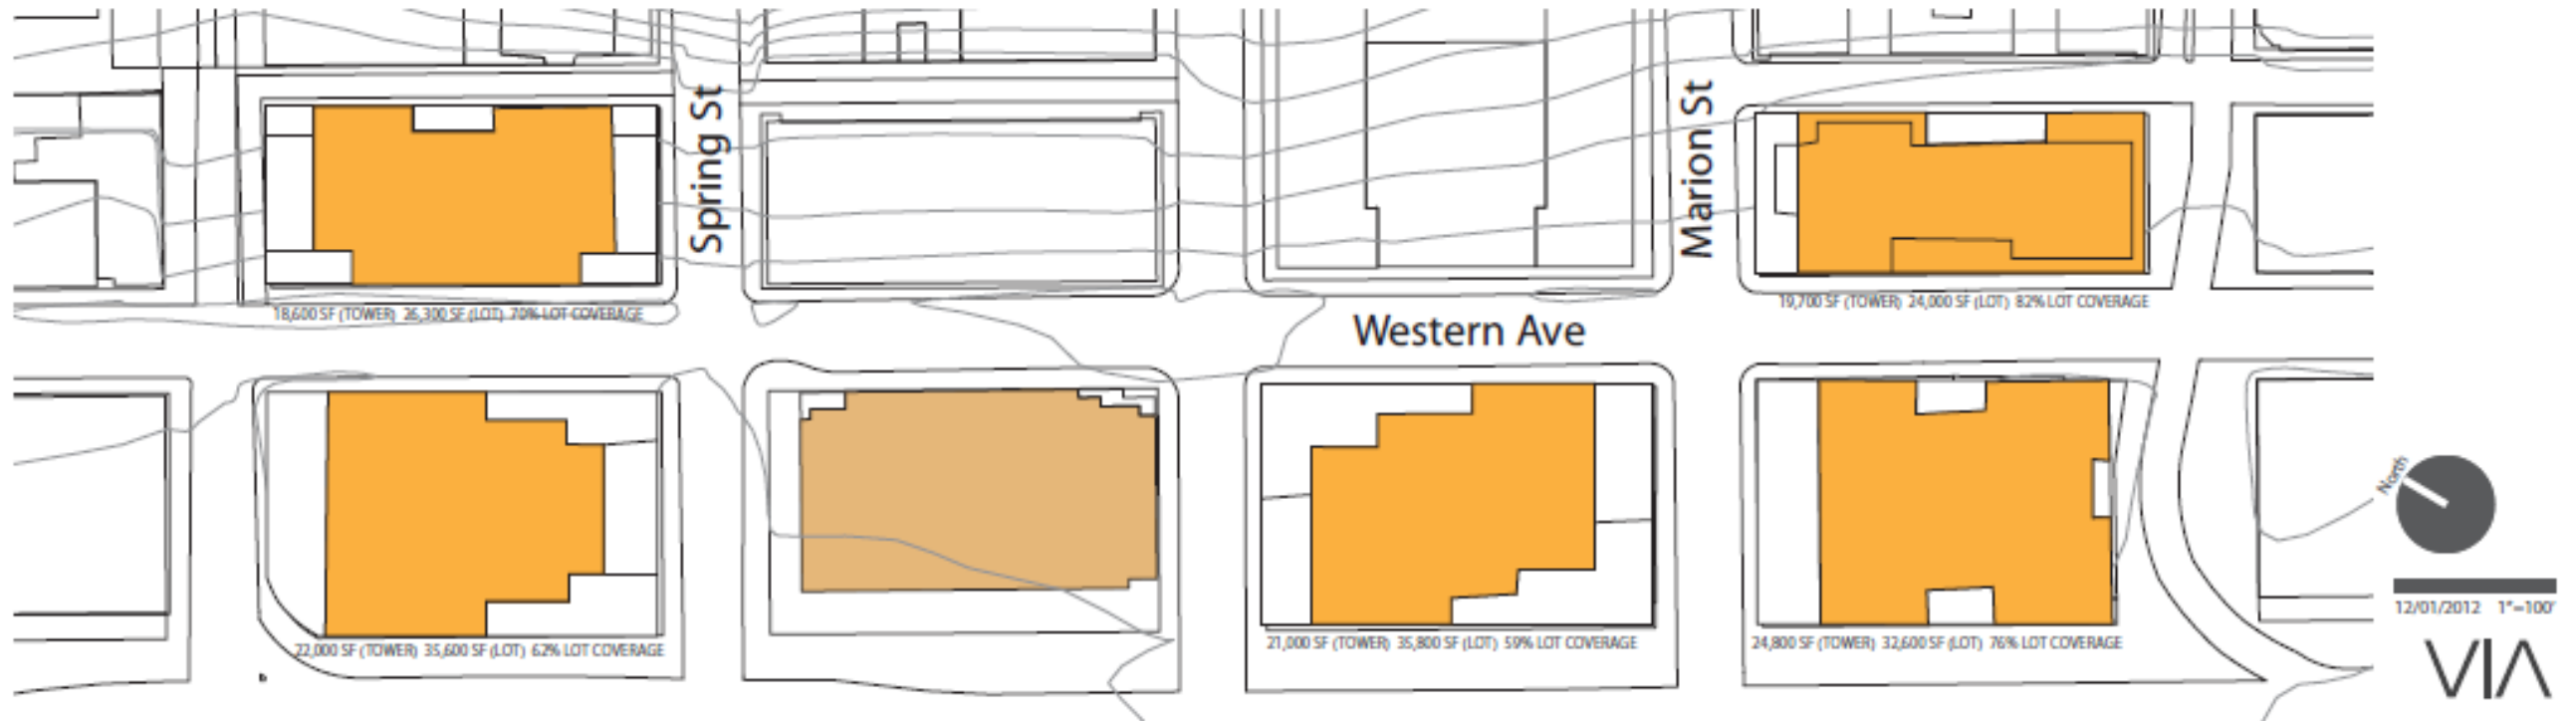 Spring St
Marion St
18,600 SF (TOWER) 26,300 SF (LOT) 70% LOT COVERAGE
19,700 SF (TOWER) 24,000 SF (LOT) 82% LOT COVERAGE
Western Ave
North
12/01/2012 1"=100'
22,000 SF (TOWER) 35,600 SF (LOT) 62% LOT COVERAGE
21,000 SF (TOWER) 35,800 SF (LOT) 59% LOT COVERAGE
24,800 SF (TOWER) 32,600 SF (LOT) 76% LOT COVERAGE
VIA